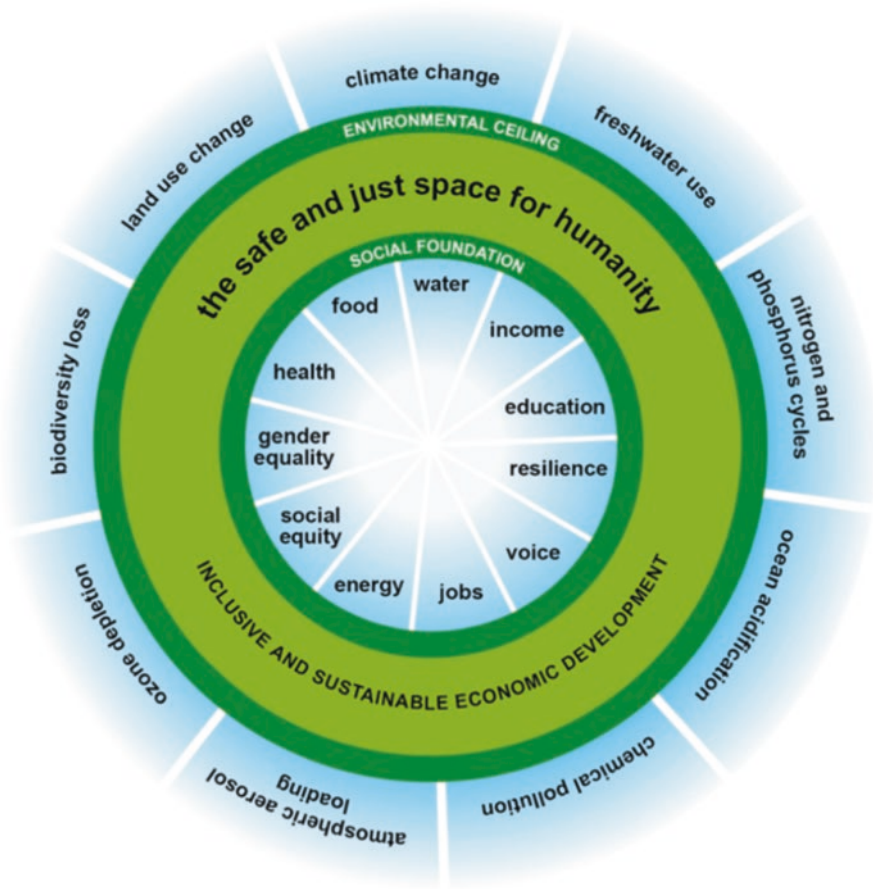 climate change
freshwater use
nitrogen and
phosphorus cycles
ocean acidification
chemical pollution
atmospheric aerosol
loading
ozone depletion
biodiversity loss
land use change
ENVIRONMENTAL CEILING
the safe and just space for humanity
SOCIAL FOUNDATION
water
income
education
resilience
voice
jobs
energy
social
equity
gender
equality
health
food
INCLUSIVE AND SUSTAINABLE ECONOMIC DEVELOPMENT